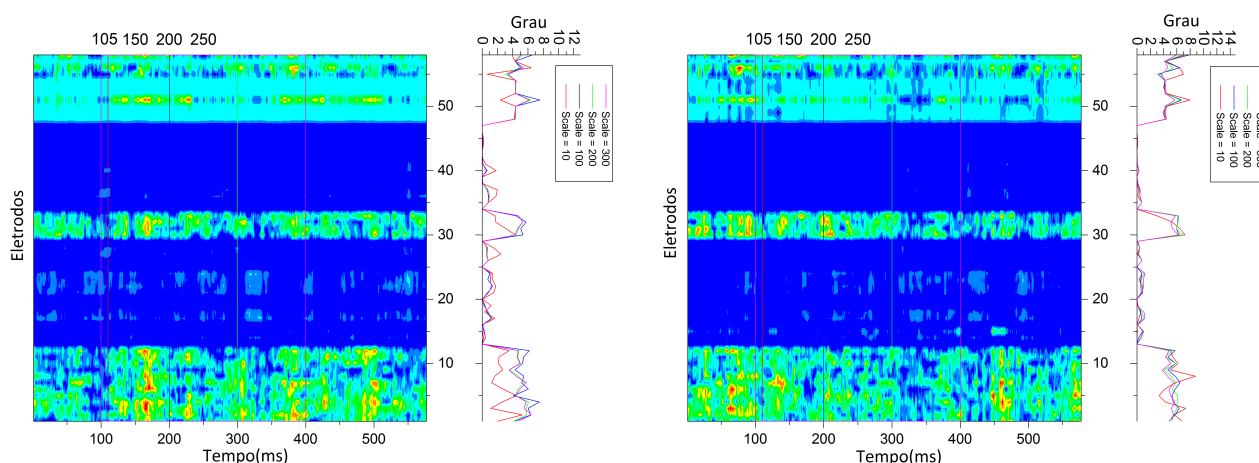 Grau
0 2 4 6 8 10 12
105 150 200 250
Eletrodos
50
40
30
20
10
100 200 300 400 500
Tempo(ms)
Scale = 300
Scale = 200
Scale = 100
Scale = 10
Grau
0 2 4 6 8 10 12 14
105 150 200 250
Eletrodos
50
40
30
20
10
100 200 300 400 500
Tempo(ms)
Scale = 200
Scale = 100
Scale = 10